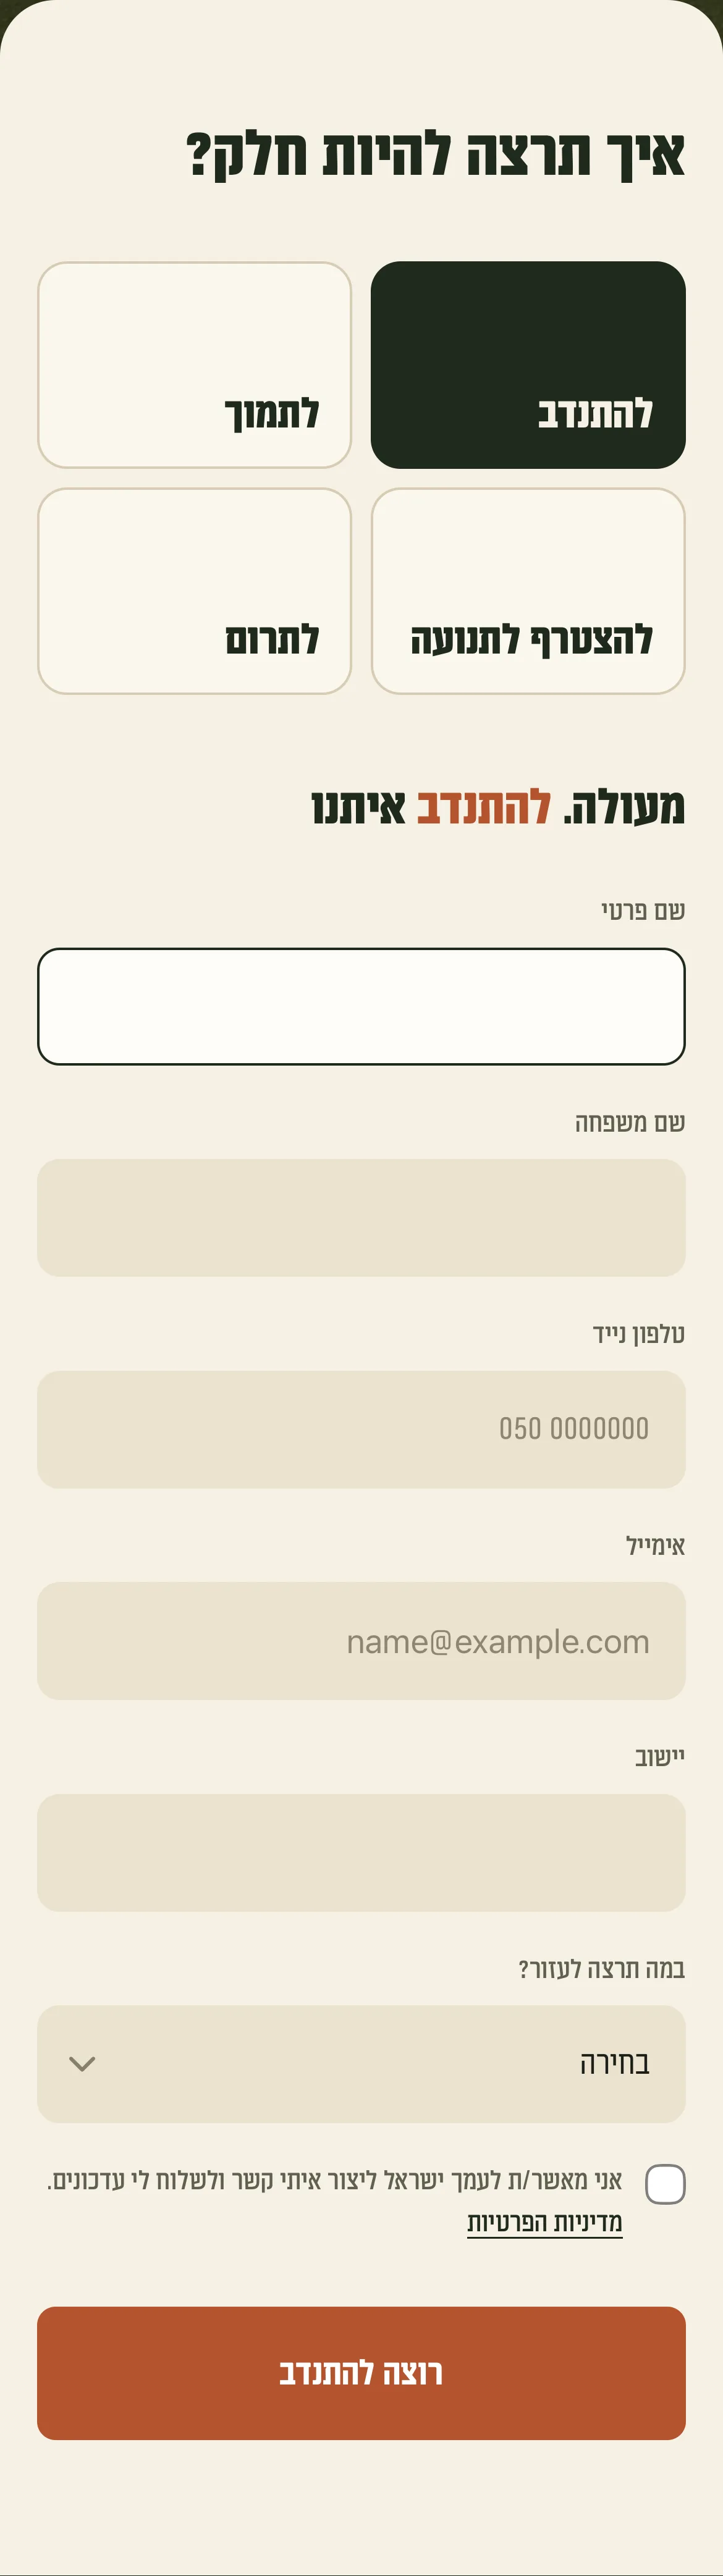 איך תרצה להיות חלק?
להתנדב
לתמוך
להצטרף לתנועה
לתרום
מעולה. להתנדב איתנו
שם פרטי
שם משפחה
טלפון נייד
050 0000000
אימייל
name@example.com
יישוב
במה תרצה לעזור?
בחירה
אני מאשר/ת לעמך ישראל ליצור איתי קשר ולשלוח לי עדכונים.
מדיניות הפרטיות
רוצה להתנדב